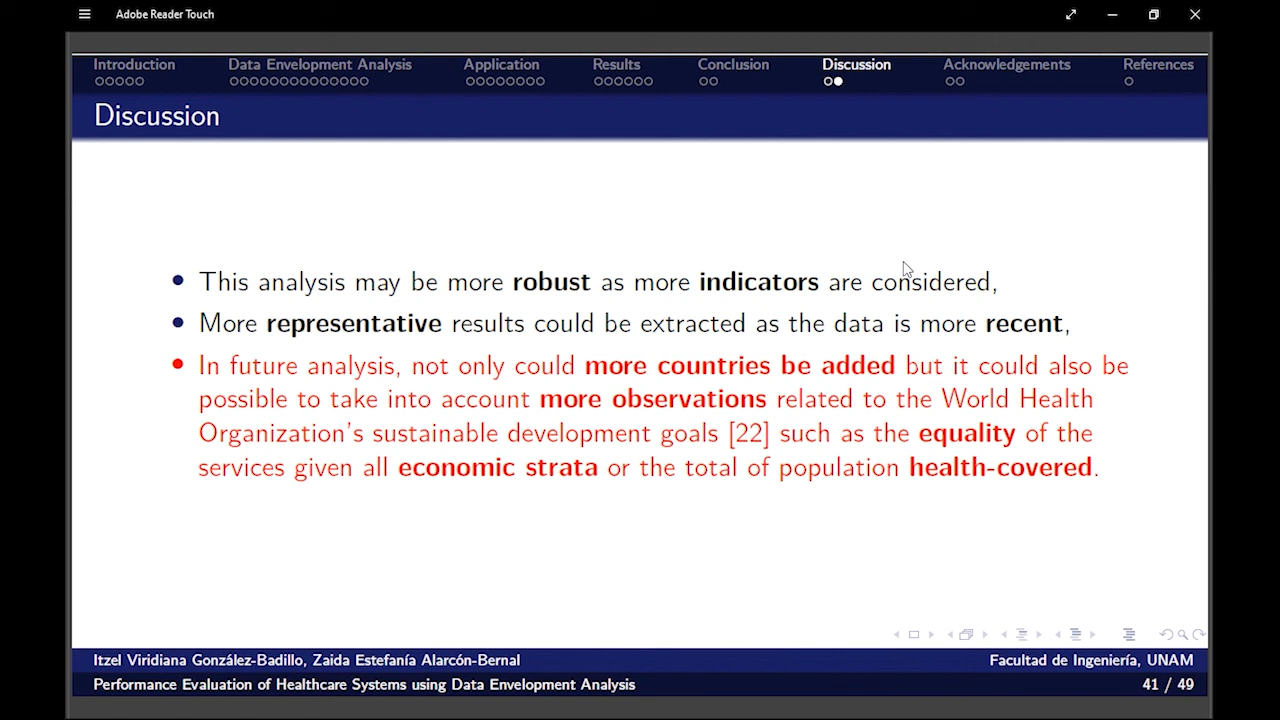 Adobe Reader Touch
Introduction Data Envelopment Analysis Application Results Conclusion Discussion Acknowledgements References
Discussion
This analysis may be more robust as more indicators are considered,
More representative results could be extracted as the data is more recent,
In future analysis, not only could more countries be added but it could also be
possible to take into account more observations related to the World Health
Organization's sustainable development goals [22] such as the equality of the
services given all economic strata or the total of population health-covered.
Itzel Viridiana González-Badillo, Zaida Estefanía Alarcón-Bernal Facultad de Ingeniería, UNAM
Performance Evaluation of Healthcare Systems using Data Envelopment Analysis 41 / 49